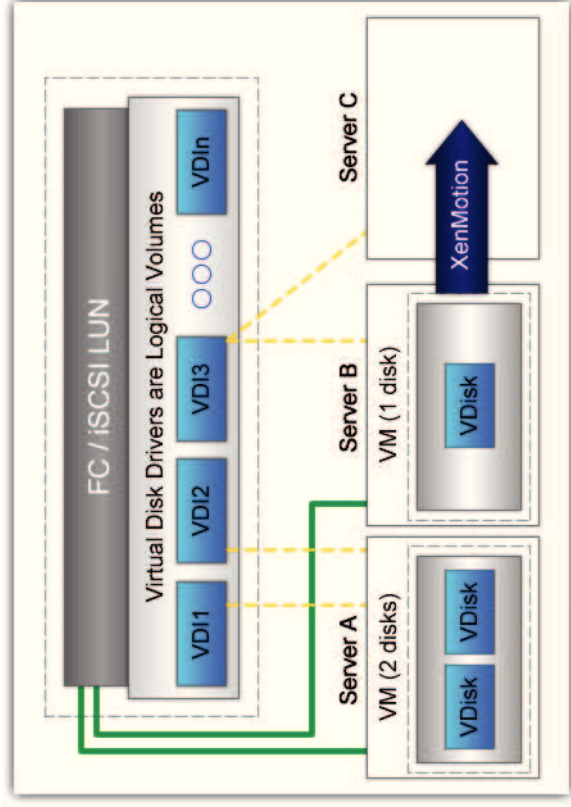 FC / iSCSI LUN
Virtual Disk Drivers are Logical Volumes
VDI1
VDI2
VDI3
VDIn
Server A
Server B
Server C
VM (2 disks)
VM (1 disk)
VDisk
VDisk
VDisk
XenMotion